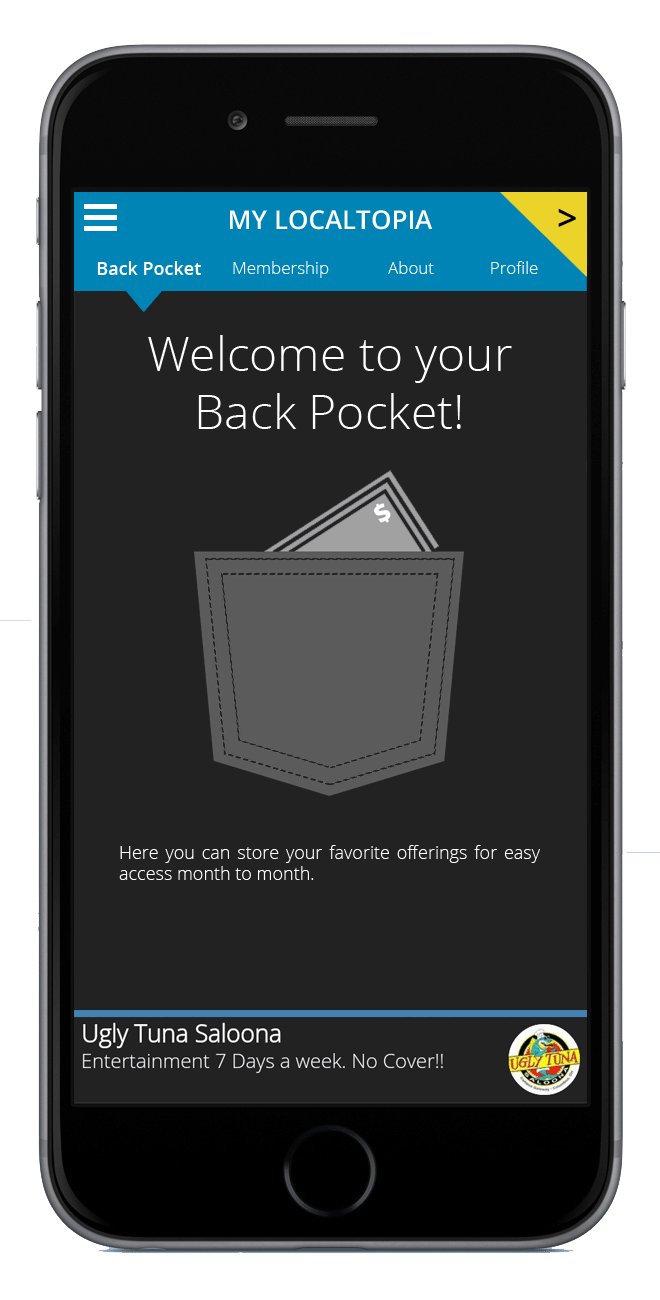 MY LOCALTOPIA
>
Back Pocket Membership About Profile
Welcome to your
Back Pocket!
$
Here you can store your favorite offerings for easy
access month to month.
Ugly Tuna Saloona
Entertainment 7 Days a week. No Cover!!
UGLY TUNA
SALOONA